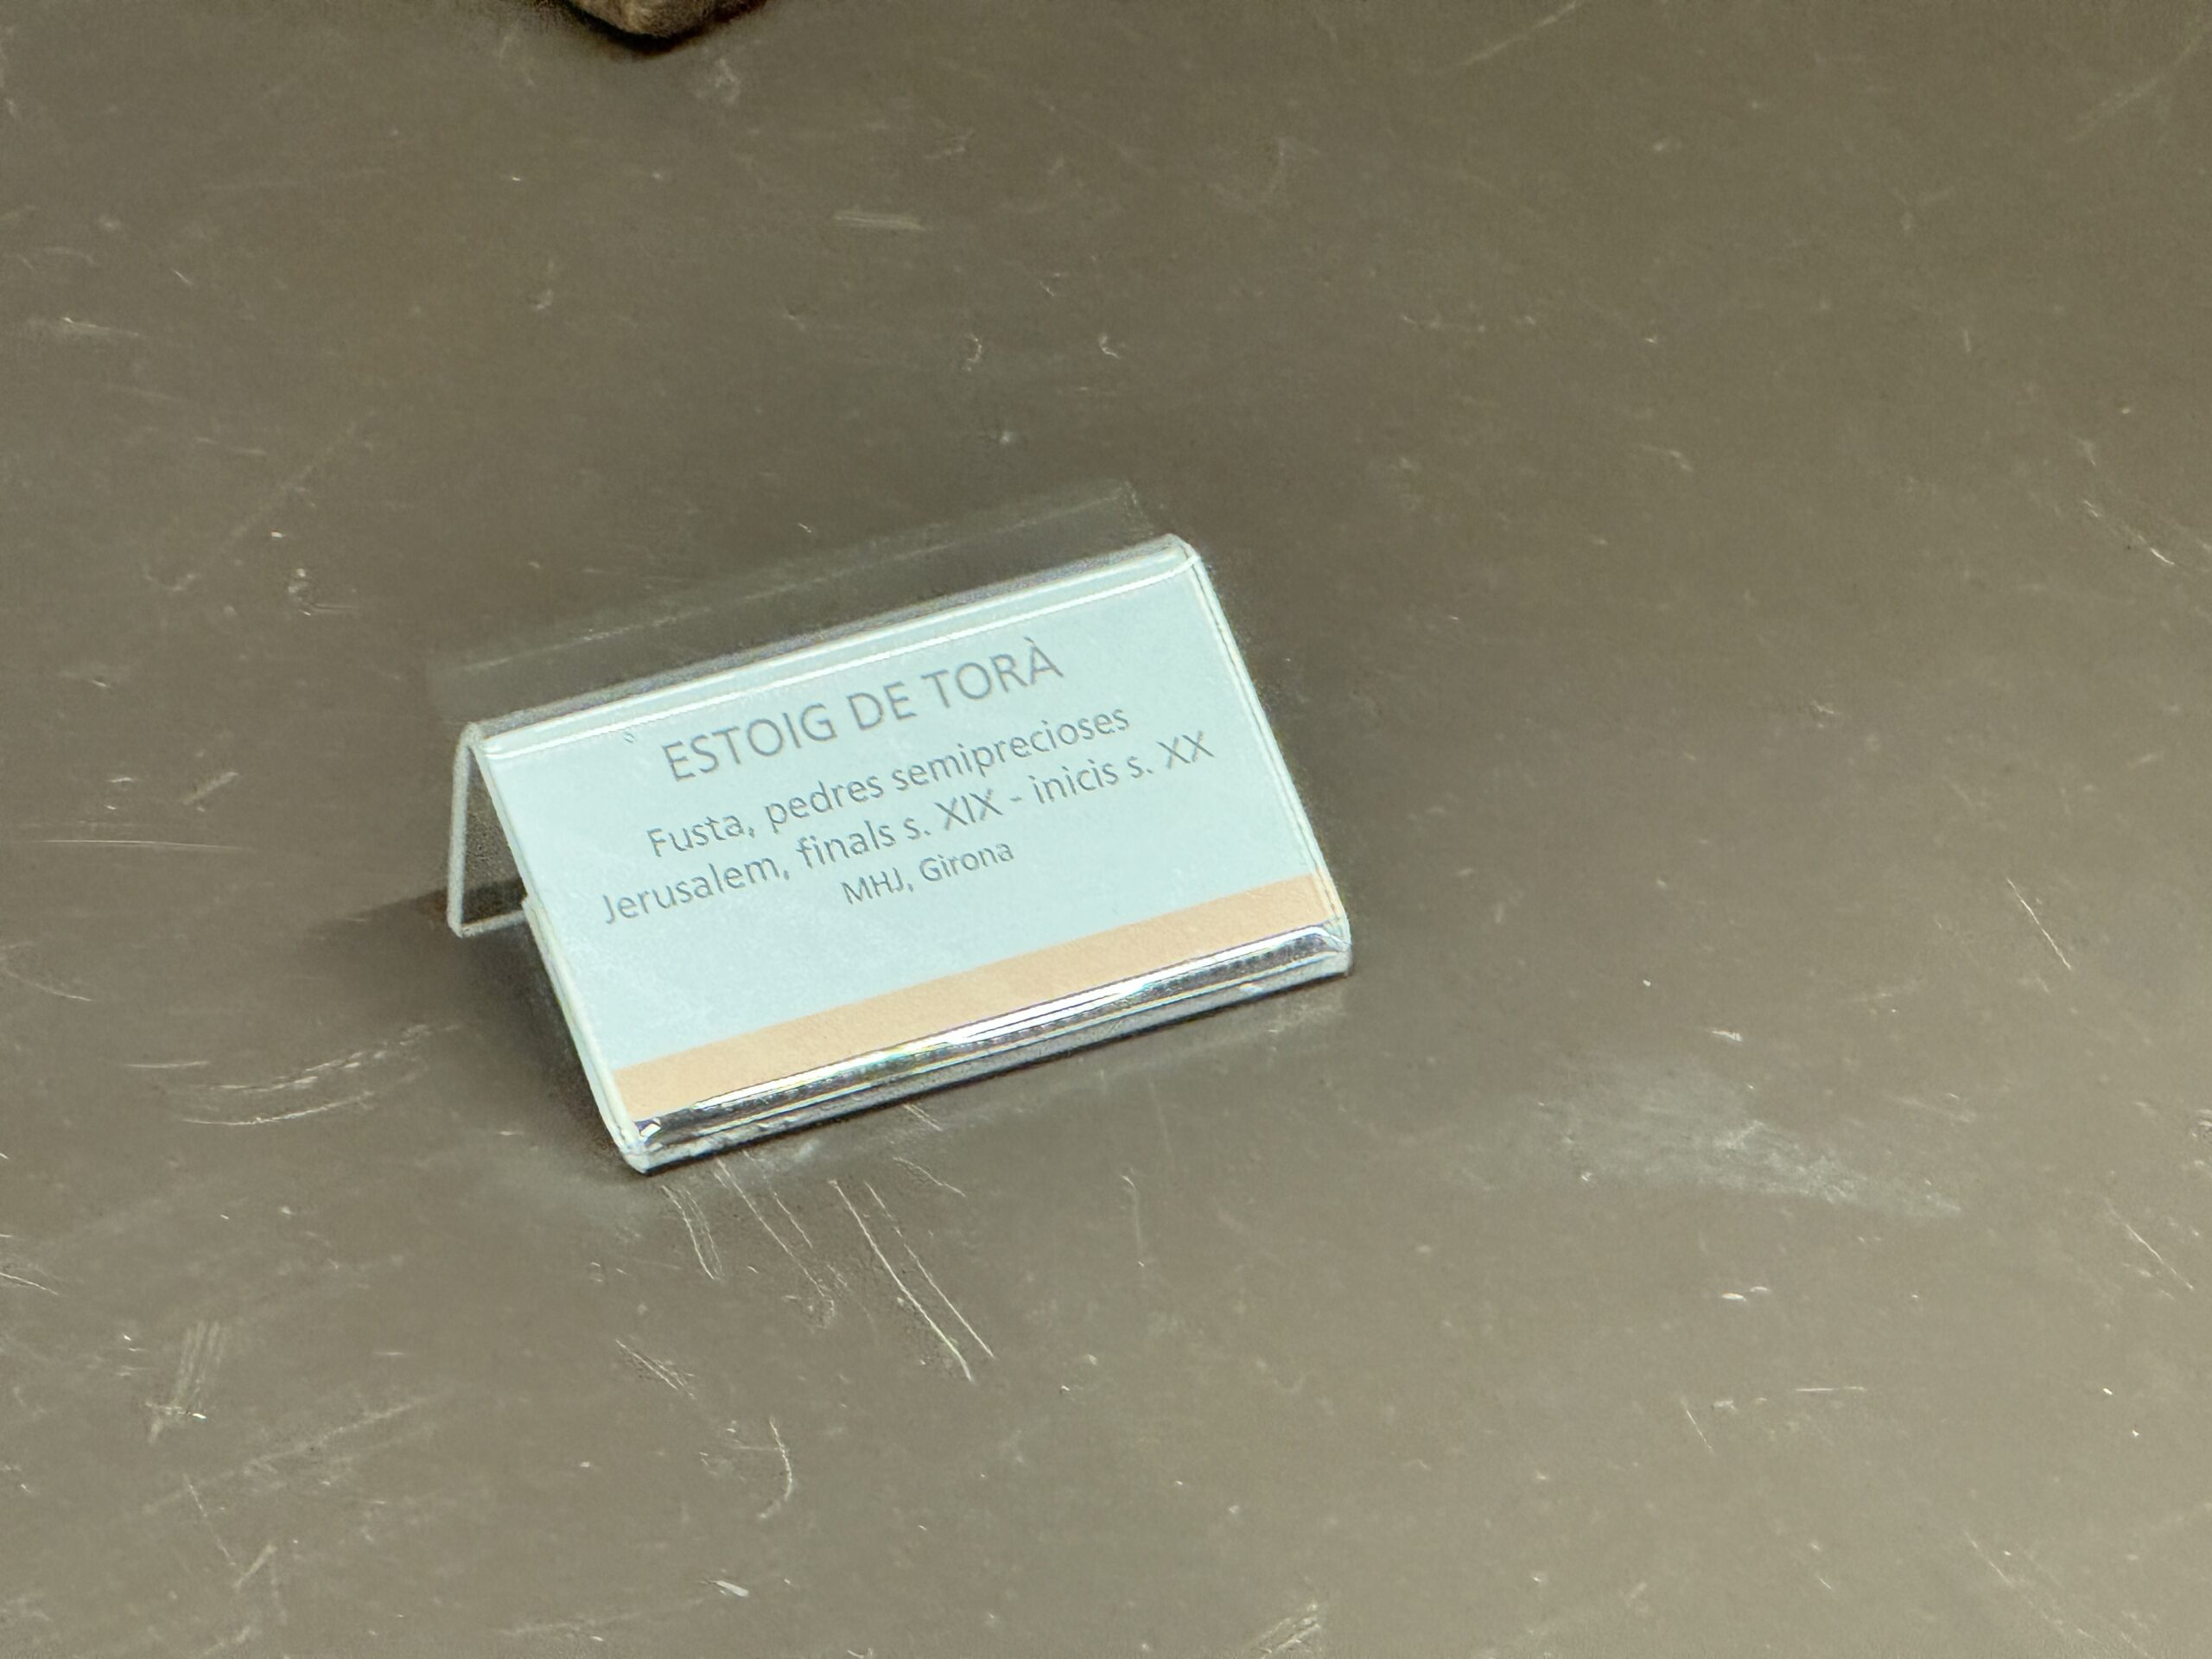 ESTOIG DE TORÀ
Fusta, pedres semiprecioses
Jerusalem, finals s. XIX - inicis s. XX
MHJ, Girona